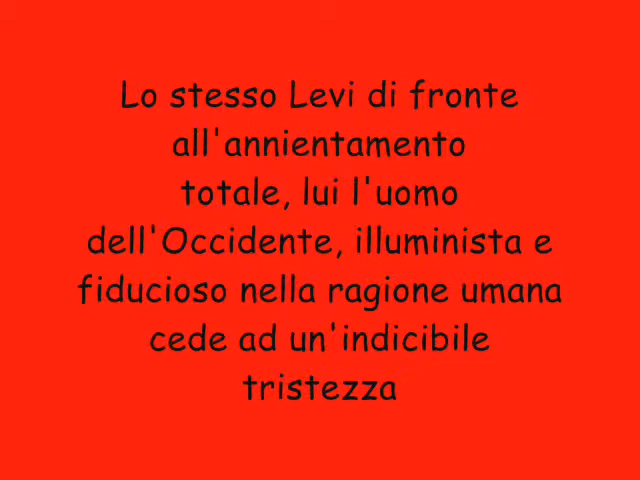 Lo stesso Levi di fronte
all'annientamento
totale, lui l'uomo
dell'Occidente, illuminista e
fiducioso nella ragione umana
cede ad un'indicibile
tristezza